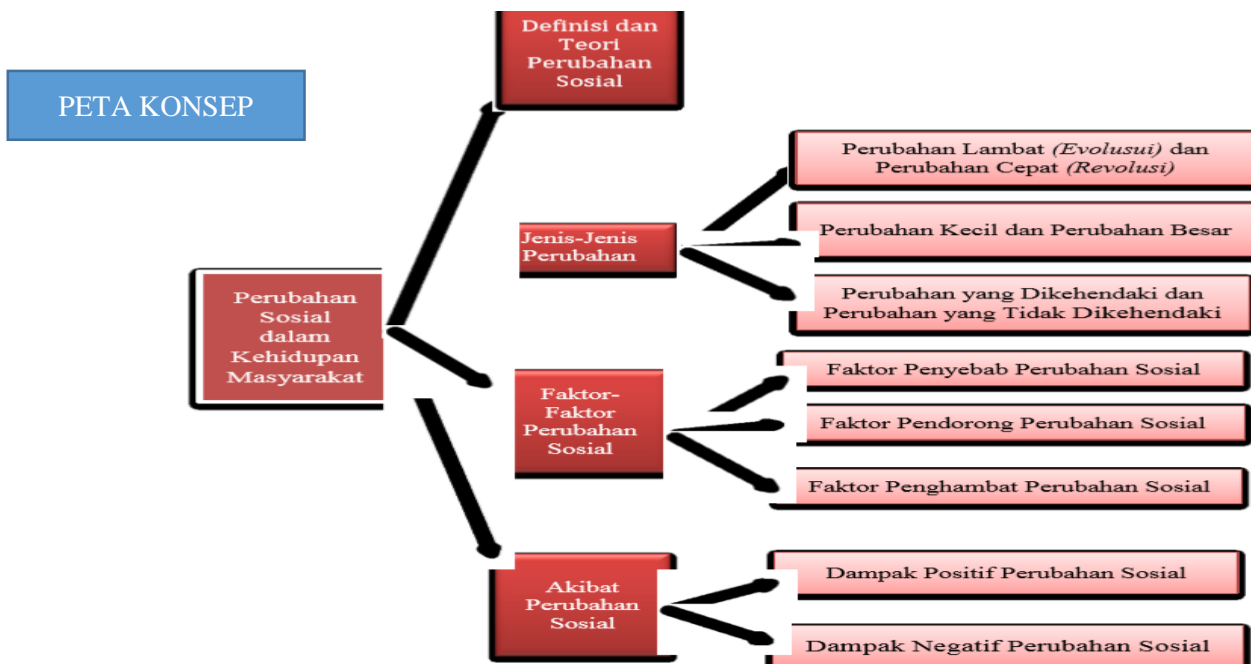 Definisi dan
Teori
Perubahan
Sosial
PETA KONSEP
Perubahan Lambat (Evolusui) dan
Perubahan Cepat (Revolusi)
Jenis-Jenis
Perubahan
Perubahan Kecil dan Perubahan Besar
Perubahan yang Dikehendaki dan
Perubahan yang Tidak Dikehendaki
Perubahan
Sosial
dalam
Kehidupan
Masyarakat
Faktor-
Faktor
Perubahan
Sosial
Faktor Penyebab Perubahan Sosial
Faktor Pendorong Perubahan Sosial
Faktor Penghambat Perubahan Sosial
Akibat
Perubahan
Sosial
Dampak Positif Perubahan Sosial
Dampak Negatif Perubahan Sosial